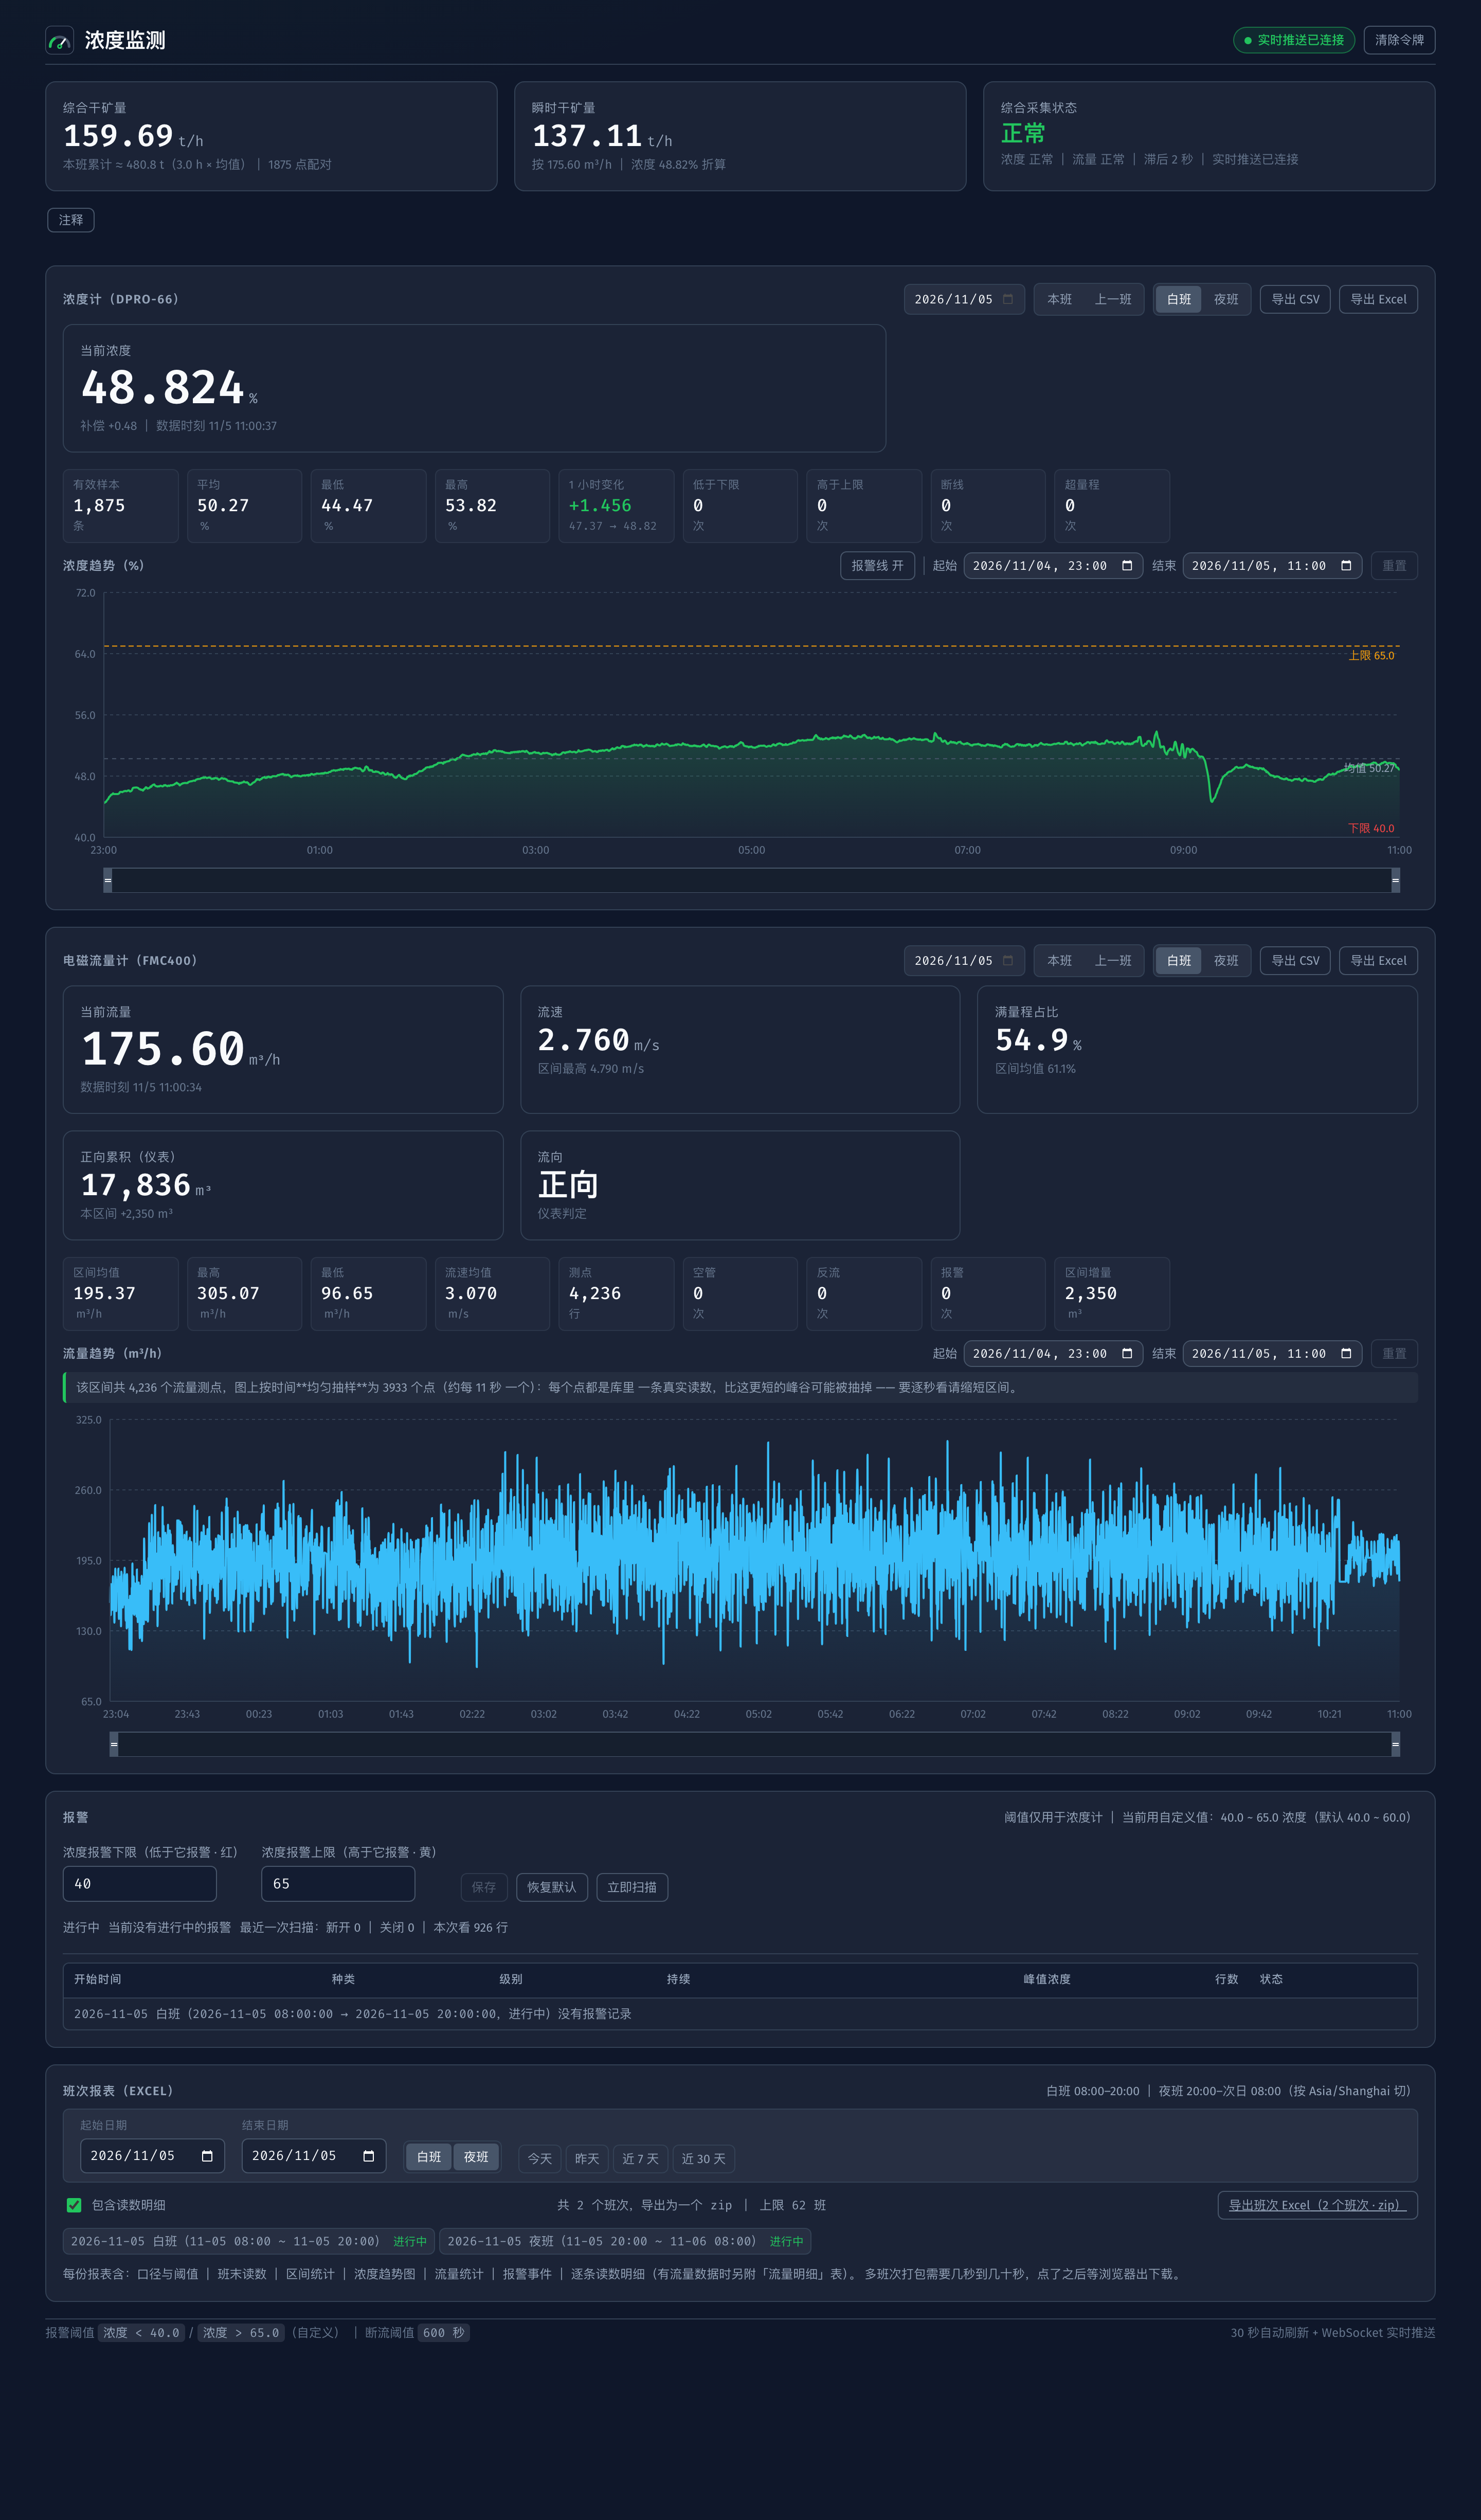 浓度监测
实时推送已连接 清除令牌
综合干矿量
159.69 t/h
本班累计 ≈ 480.8 t（3.0 h × 均值） | 1875 点配对
瞬时干矿量
137.11 t/h
按 175.60 m³/h | 浓度 48.82% 折算
综合采集状态
正常
浓度 正常 | 流量 正常 | 滞后 2 秒 | 实时推送已连接
注释
浓度计（DPRO-66） 2026/11/05 本班 上一班 白班 夜班 导出 CSV 导出 Excel
当前浓度
48.824 %
补偿 +0.48 | 数据时刻 11/5 11:00:37
有效样本
1,875
条
平均
50.27
%
最低
44.47
%
最高
53.82
%
1 小时变化
+1.456
47.37 → 48.82
低于下限
0
次
高于上限
0
次
断线
0
次
超量程
0
次
浓度趋势（%） 报警线 开 起始 2026/11/04, 23:00 结束 2026/11/05, 11:00 重置
72.0
上限 65.0
64.0
56.0
均值 50.27
48.0
下限 40.0
40.0
23:00 01:00 03:00 05:00 07:00 09:00 11:00
电磁流量计（FMC400） 2026/11/05 本班 上一班 白班 夜班 导出 CSV 导出 Excel
当前流量
175.60 m³/h
数据时刻 11/5 11:00:34
流速
2.760 m/s
区间最高 4.790 m/s
满量程占比
54.9 %
区间均值 61.1%
正向累积（仪表）
17,836 m³
本区间 +2,350 m³
流向
正向
仪表判定
区间均值
195.37
m³/h
最高
305.07
m³/h
最低
96.65
m³/h
流速均值
3.070
m/s
测点
4,236
行
空管
0
次
反流
0
次
报警
0
次
区间增量
2,350
m³
流量趋势（m³/h） 起始 2026/11/04, 23:00 结束 2026/11/05, 11:00 重置
该区间共 4,236 个流量测点，图上按时间**均匀抽样**为 3933 个点（约每 11 秒 一个）：每个点都是库里 一条真实读数，比这更短的峰谷可能被抽掉 —— 要逐秒看请缩短区间。
325.0
260.0
195.0
130.0
65.0
23:04 23:43 00:23 01:03 01:43 02:22 03:02 03:42 04:22 05:02 05:42 06:22 07:02 07:42 08:22 09:02 09:42 10:21 11:00
报警 阈值仅用于浓度计 | 当前用自定义值：40.0 ~ 65.0 浓度（默认 40.0 ~ 60.0）
浓度报警下限（低于它报警 · 红） 浓度报警上限（高于它报警 · 黄）
40 65 保存 恢复默认 立即扫描
进行中 当前没有进行中的报警 最近一次扫描：新开 0 | 关闭 0 | 本次看 926 行
开始时间 种类 级别 持续 峰值浓度 行数 状态
2026-11-05 白班（2026-11-05 08:00:00 → 2026-11-05 20:00:00，进行中）没有报警记录
班次报表（EXCEL） 白班 08:00–20:00 | 夜班 20:00–次日 08:00（按 Asia/Shanghai 切）
起始日期 结束日期
2026/11/05 2026/11/05 白班 夜班 今天 昨天 近 7 天 近 30 天
包含读数明细 共 2 个班次，导出为一个 zip | 上限 62 班 导出班次 Excel（2 个班次 · zip）
2026-11-05 白班（11-05 08:00 ~ 11-05 20:00） 进行中 2026-11-05 夜班（11-05 20:00 ~ 11-06 08:00） 进行中
每份报表含：口径与阈值 | 班末读数 | 区间统计 | 浓度趋势图 | 流量统计 | 报警事件 | 逐条读数明细（有流量数据时另附「流量明细」表）。 多班次打包需要几秒到几十秒，点了之后等浏览器出下载。
报警阈值 浓度 < 40.0 / 浓度 > 65.0 （自定义） | 断流阈值 600 秒 30 秒自动刷新 + WebSocket 实时推送